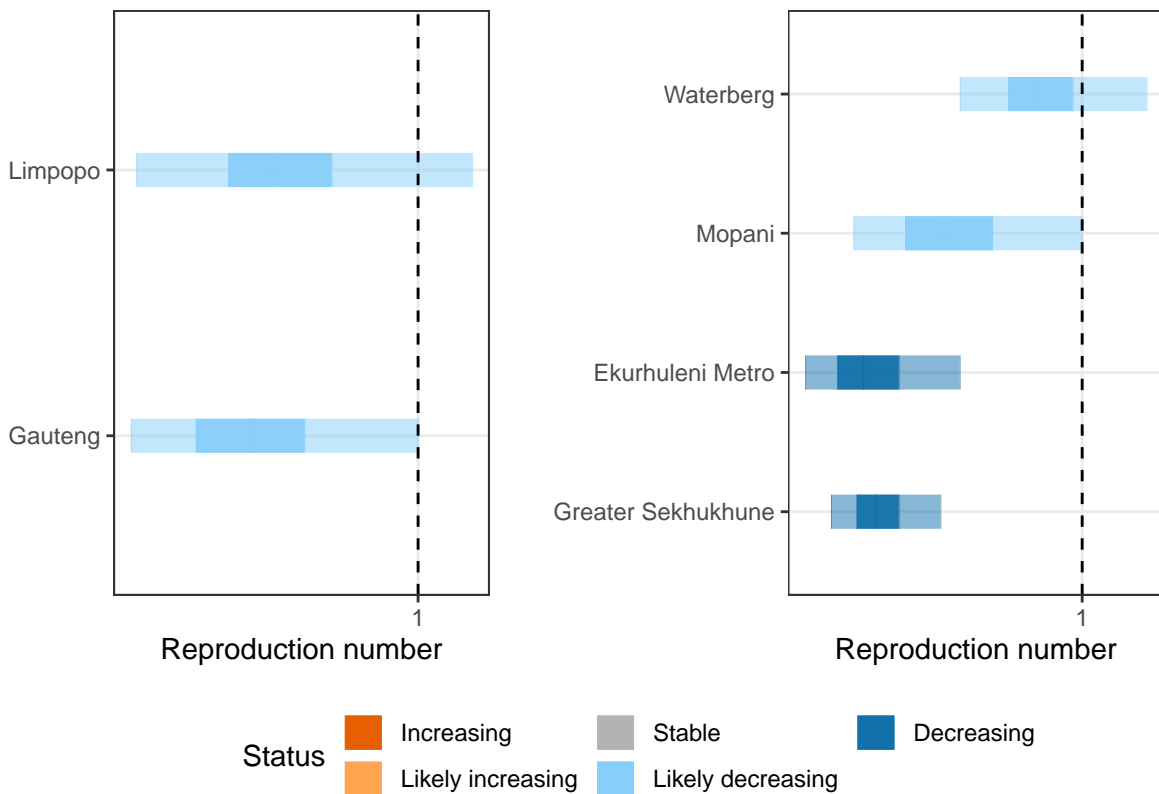 Limpopo
Gauteng
1
Reproduction number
Waterberg
Mopani
Ekurhuleni Metro
Greater Sekhukhune
1
Reproduction number
Status
Increasing
Likely increasing
Stable
Likely decreasing
Decreasing